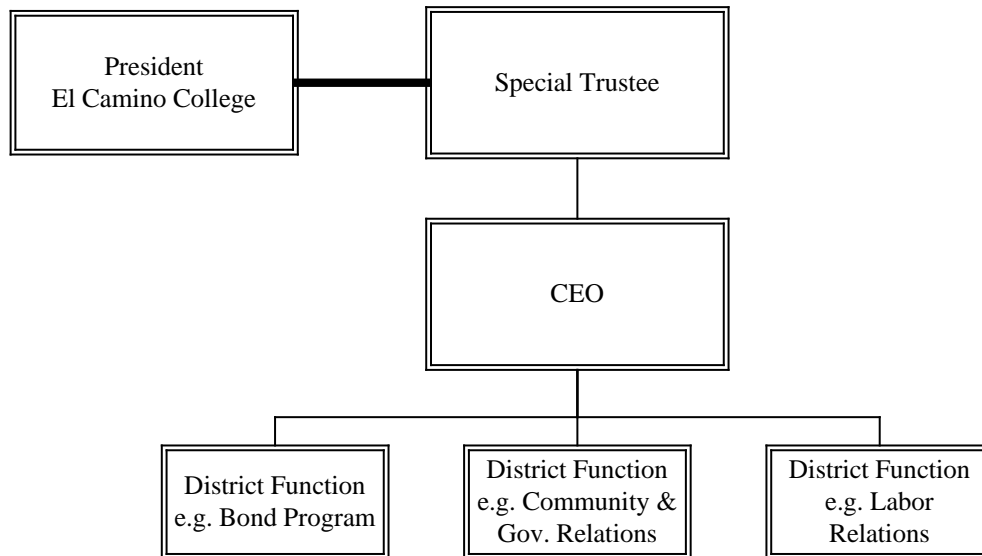 President
El Camino College
Special Trustee
CEO
District Function
e.g. Bond Program
District Function
e.g. Community &
Gov. Relations
District Function
e.g. Labor
Relations